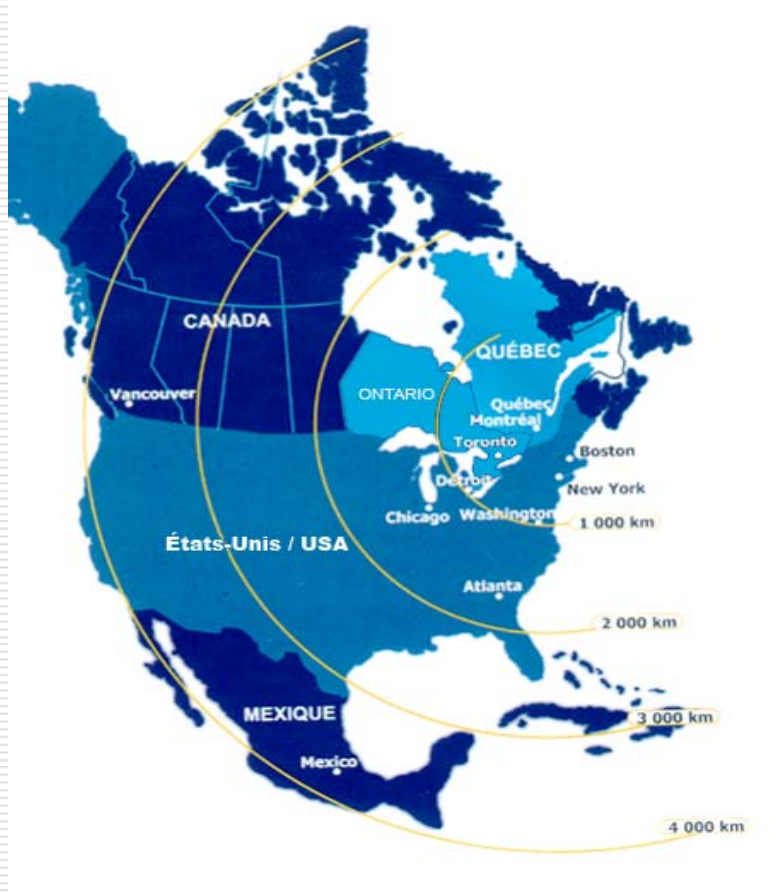 CANADA
QUÉBEC
Vancouver
ONTARIO
Québec
Montréal
Toronto
Boston
Détroit
New York
Chicago
Washington
1 000 km
États-Unis / USA
Atlanta
2 000 km
MEXIQUE
3 000 km
Mexico
4 000 km